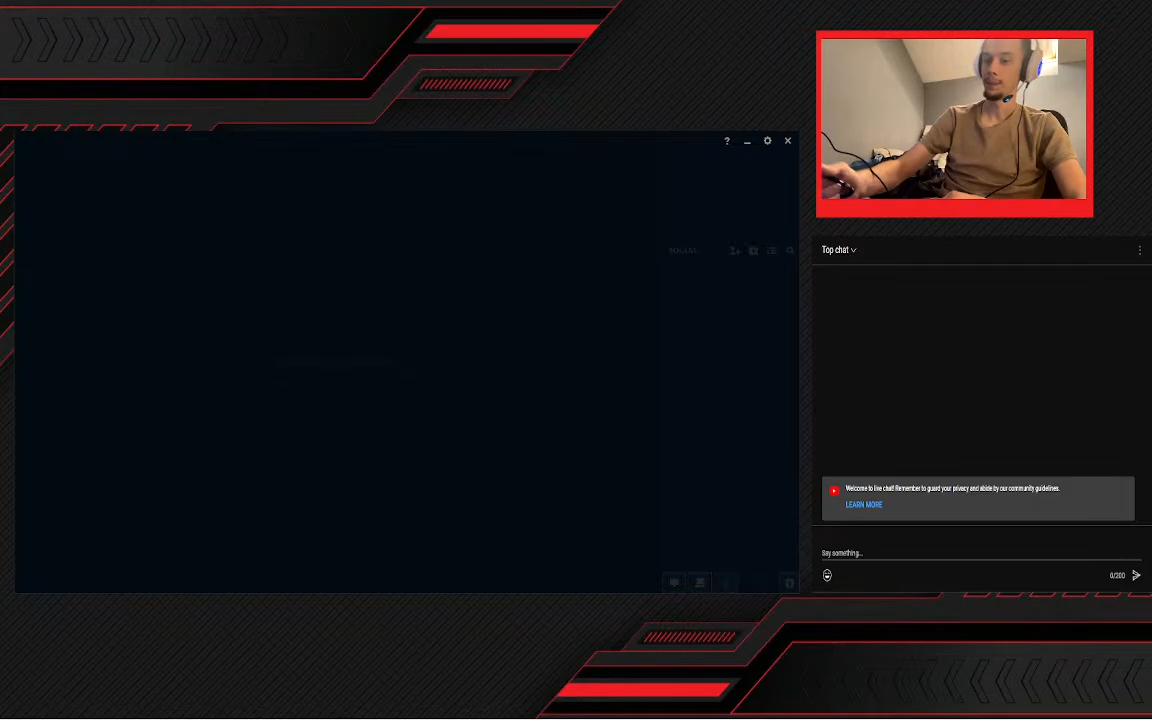 ?
SOCIAL
Top chat
Welcome to live chat! Remember to guard your privacy and abide by our community guidelines.
LEARN MORE
Say something...
0/200